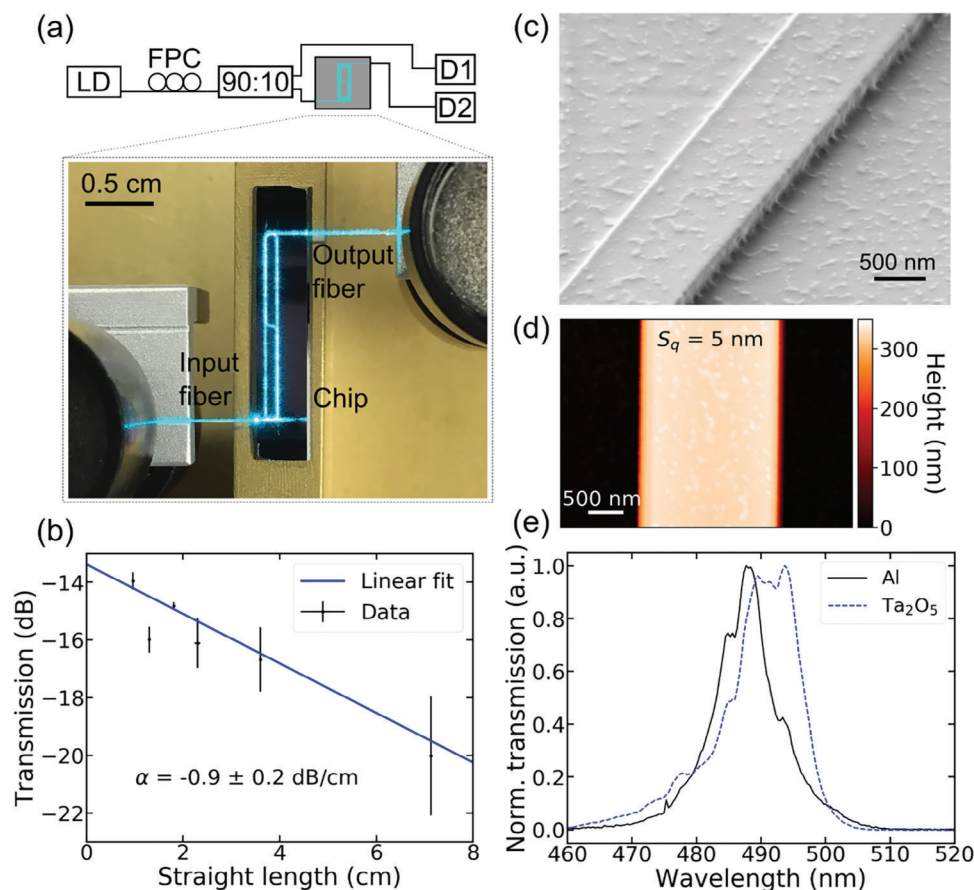 (a)
LD
FPC
90:10
D1
D2
0.5 cm
Output
fiber
Input
fiber
Chip
(b)
Transmission (dB)
−14
−16
−18
−20
−22
Linear fit
Data
α = -0.9 ± 0.2 dB/cm
0 2 4 6 8
Straight length (cm)
(c)
500 nm
(d)
S_q = 5 nm
500 nm
300
200
100
0
Height (nm)
(e)
Norm. transmission (a.u.)
1.0
0.8
0.6
0.4
0.2
0.0
Al
Ta₂O₅
460 470 480 490 500 510 520
Wavelength (nm)